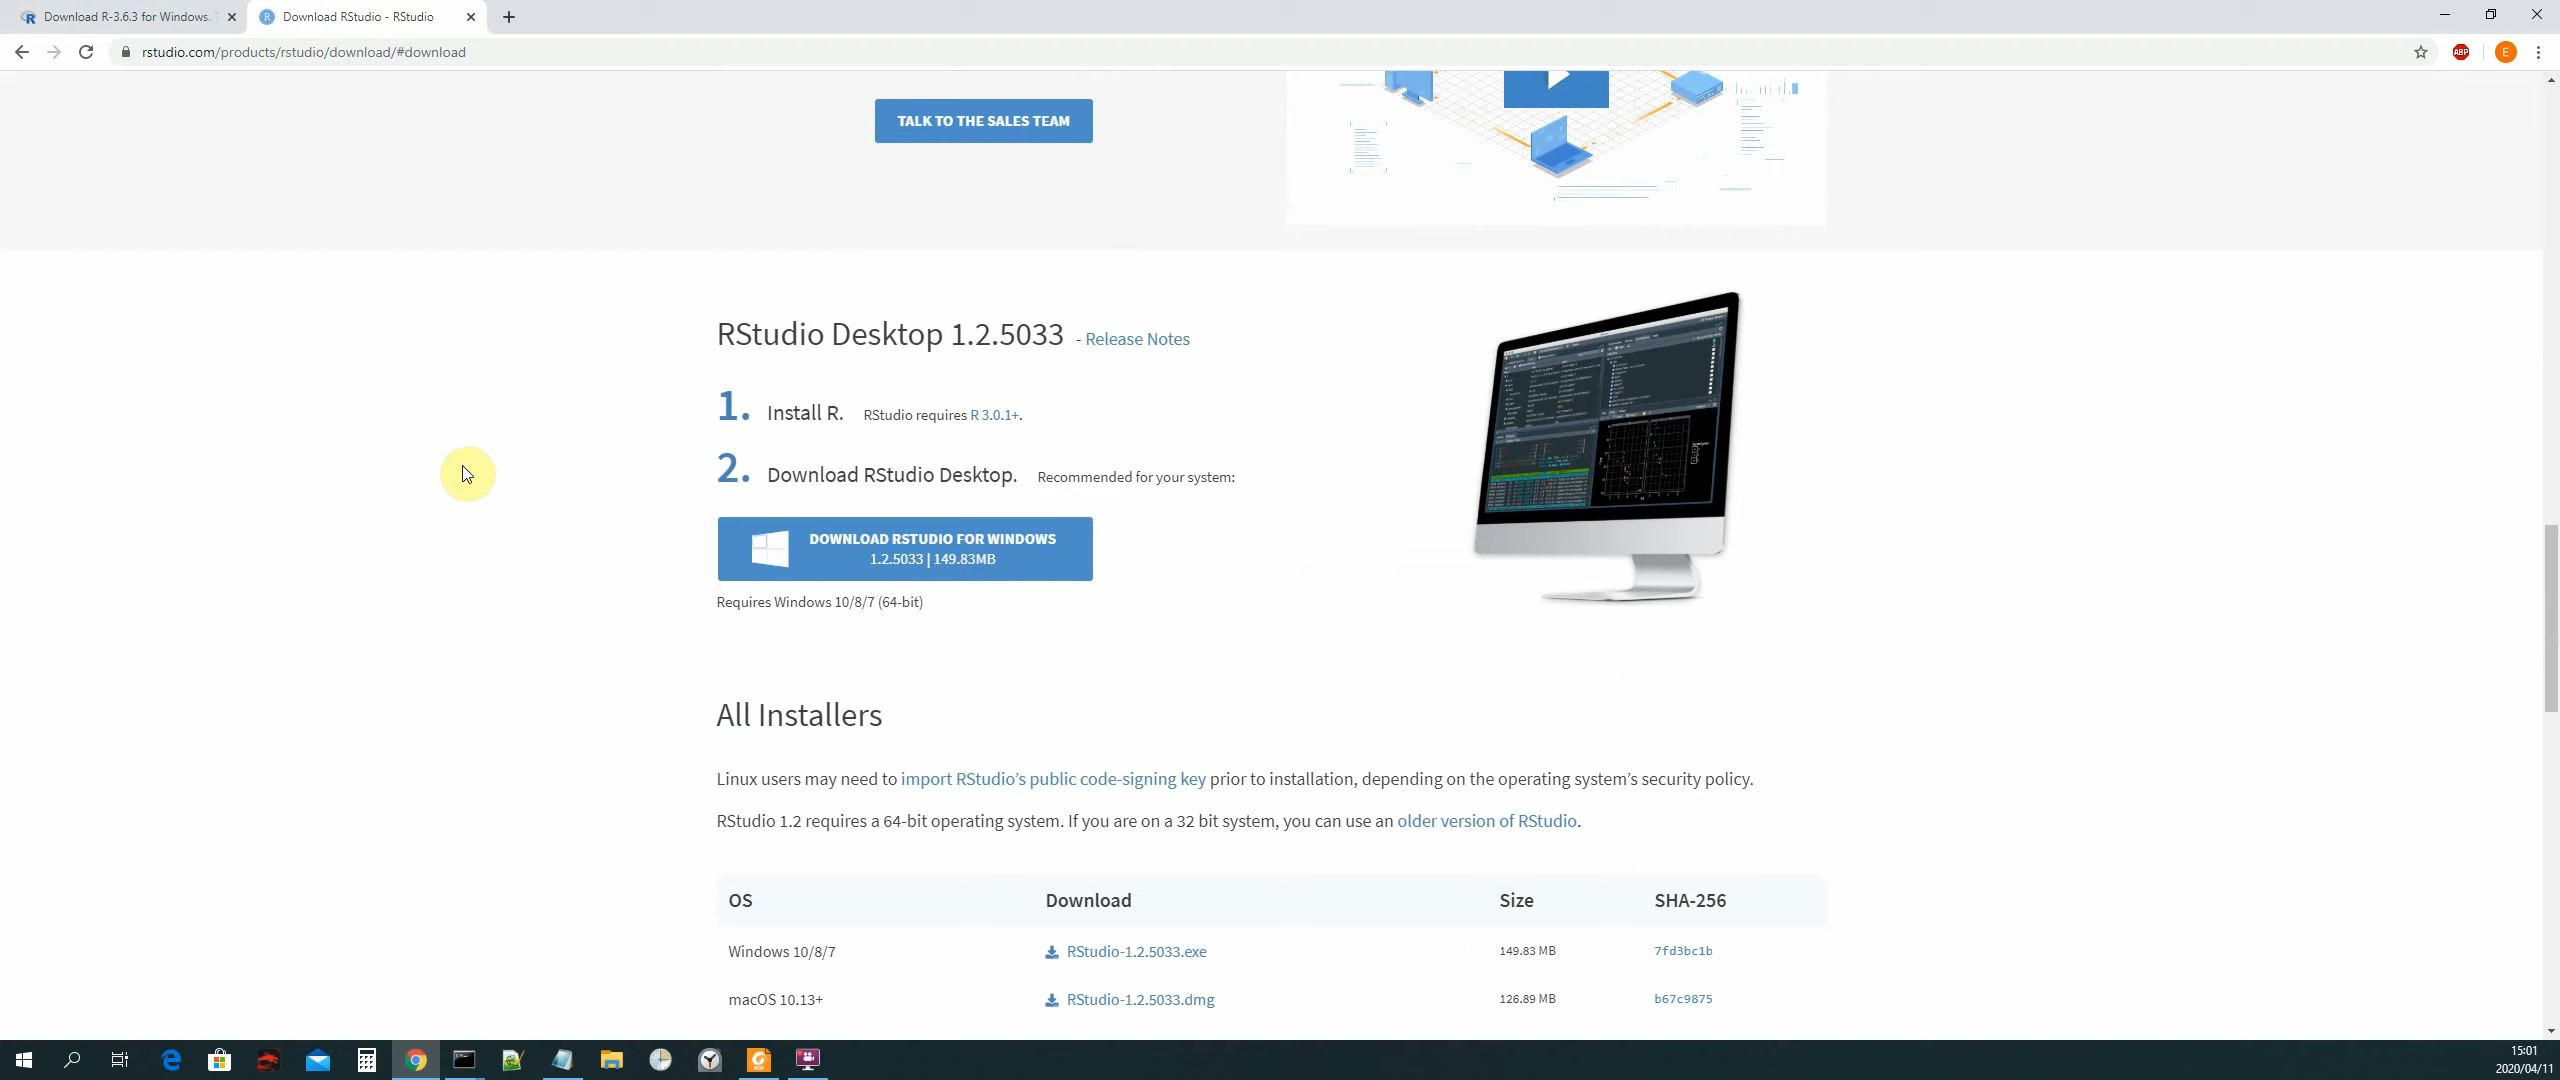 Download R-3.6.3 for Windows. T
Download RStudio - RStudio
rstudio.com/products/rstudio/download/#download
ABP
E
TALK TO THE SALES TEAM
RStudio Desktop 1.2.5033 - Release Notes
1. Install R. RStudio requires R 3.0.1+.
2. Download RStudio Desktop. Recommended for your system:
DOWNLOAD RSTUDIO FOR WINDOWS
1.2.5033 | 149.83MB
Requires Windows 10/8/7 (64-bit)
All Installers
Linux users may need to import RStudio’s public code-signing key prior to installation, depending on the operating system’s security policy.
RStudio 1.2 requires a 64-bit operating system. If you are on a 32 bit system, you can use an older version of RStudio.
OS Download Size SHA-256
Windows 10/8/7 RStudio-1.2.5033.exe 149.83 MB 7fd3bc1b
macOS 10.13+ RStudio-1.2.5033.dmg 126.89 MB b67c9875
15:01
2020/04/11